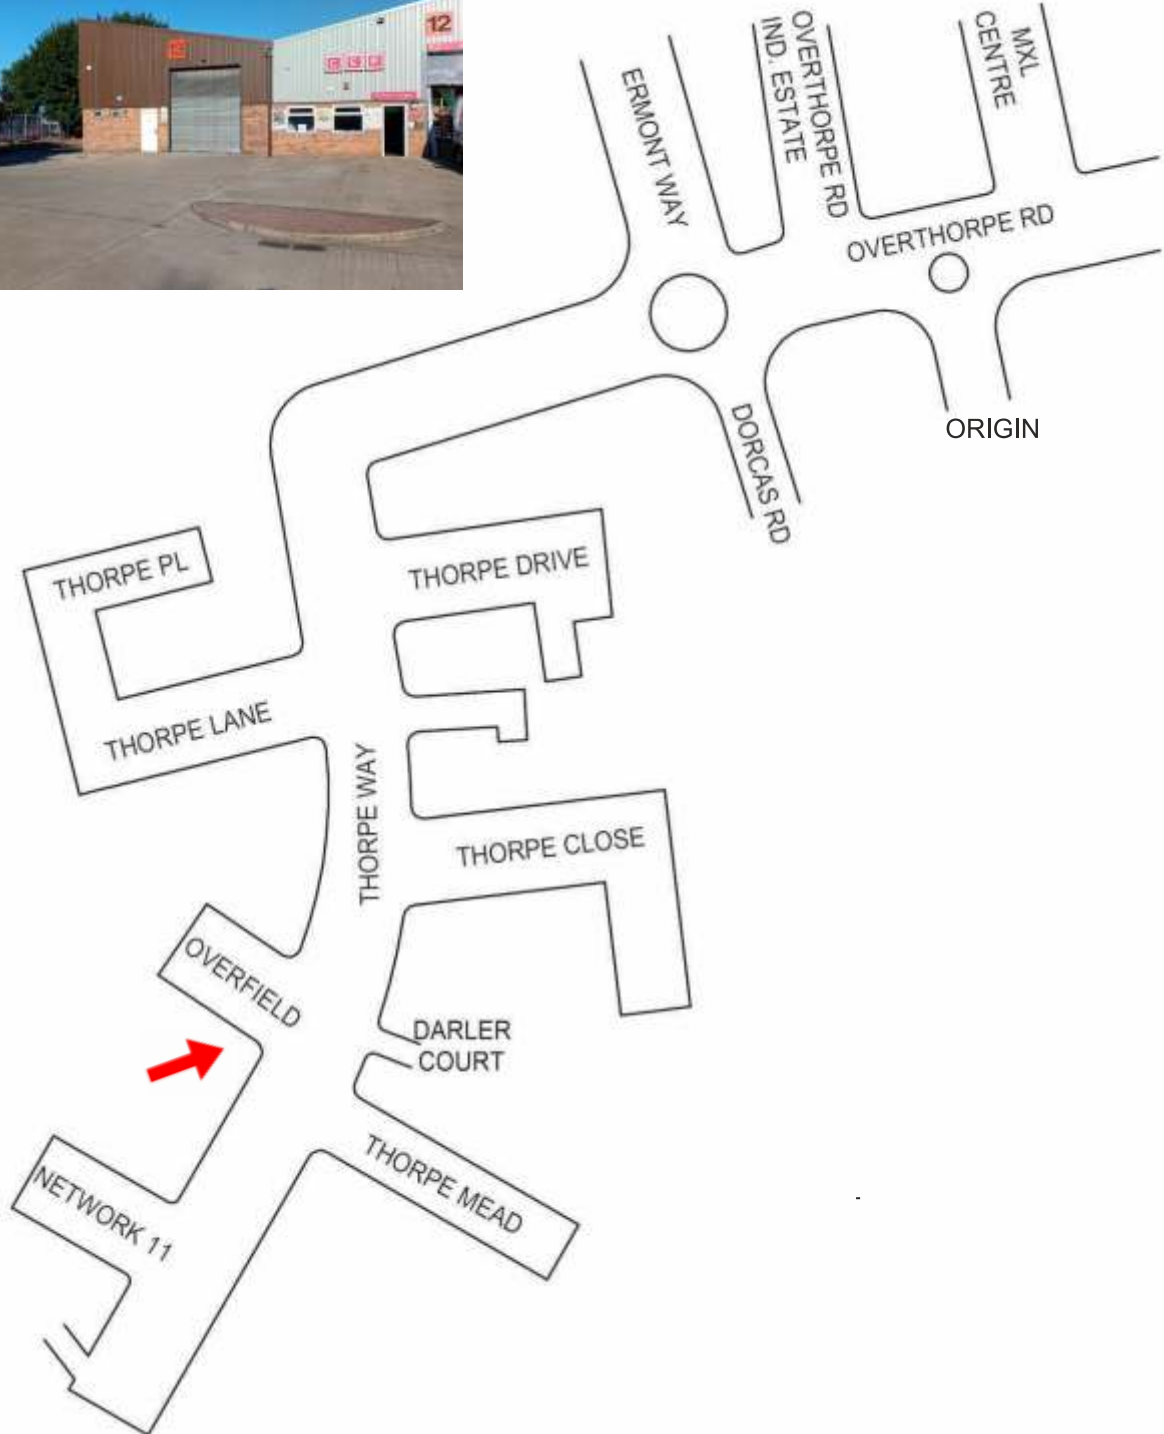 12
CEF
ERMONT WAY
OVERTHORPE RD
IND. ESTATE
MXL
CENTRE
OVERTHORPE RD
ORIGIN
DORCAS RD
THORPE PL
THORPE DRIVE
THORPE LANE
THORPE WAY
THORPE CLOSE
OVERFIELD
DARLER
COURT
THORPE MEAD
NETWORK 11